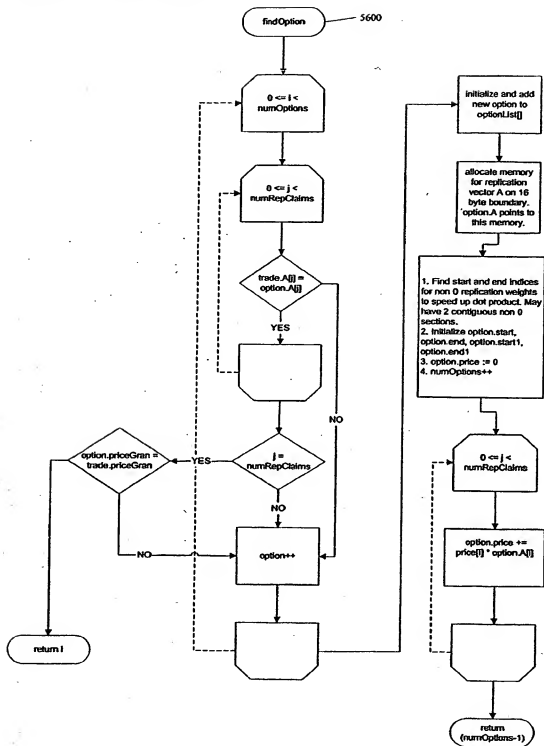 findOption
5600
0 <= i <
numOptions
0 <= j <
numRepClaims
trade.A[j] =
option.A[j]
YES
NO
j =
numRepClaims
YES
option.priceGran =
trade.priceGran
NO
NO
option++
return i
initialize and add
new option to
optionList[]
allocate memory
for replication
vector A on 16
byte boundary.
option.A points to
this memory.
1. Find start and end indices
for non 0 replication weights
to speed up dot product. May
have 2 contiguous non 0
sections.
2. Initialize option.start,
option.end, option.start1,
option.end1
3. option.price := 0
4. numOptions++
0 <= j <
numRepClaims
option.price +=
price[i] * option.A[i]
return
(numOptions-1)